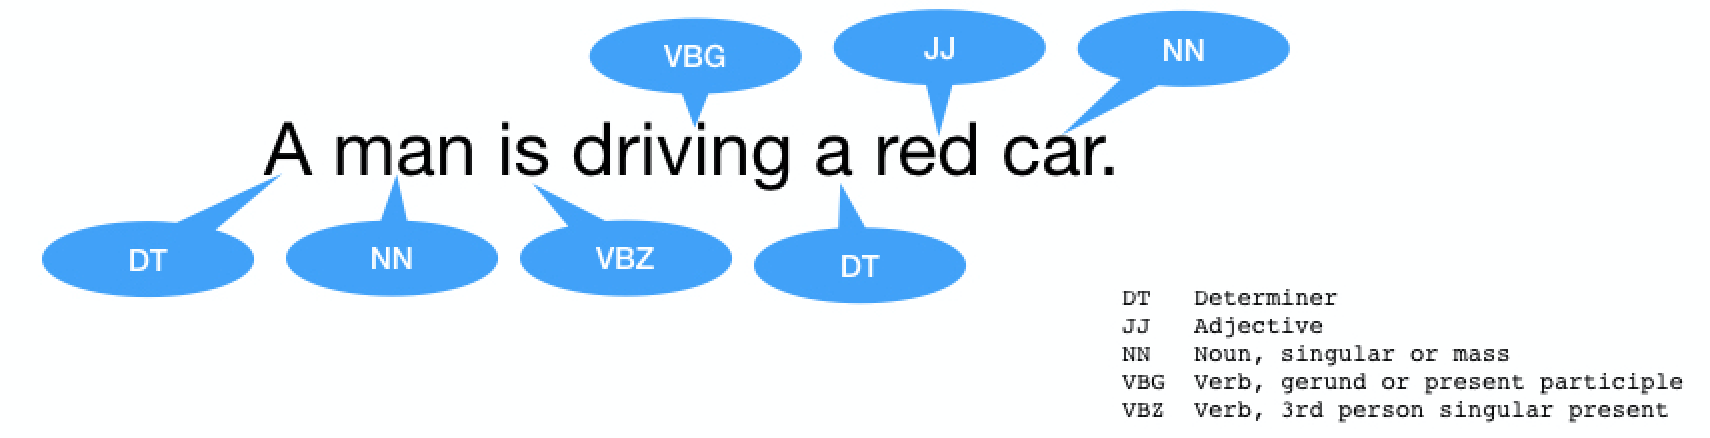 VBG JJ NN
A man is driving a red car.
DT NN VBZ DT
DT Determiner
JJ Adjective
NN Noun, singular or mass
VBG Verb, gerund or present participle
VBZ Verb, 3rd person singular present